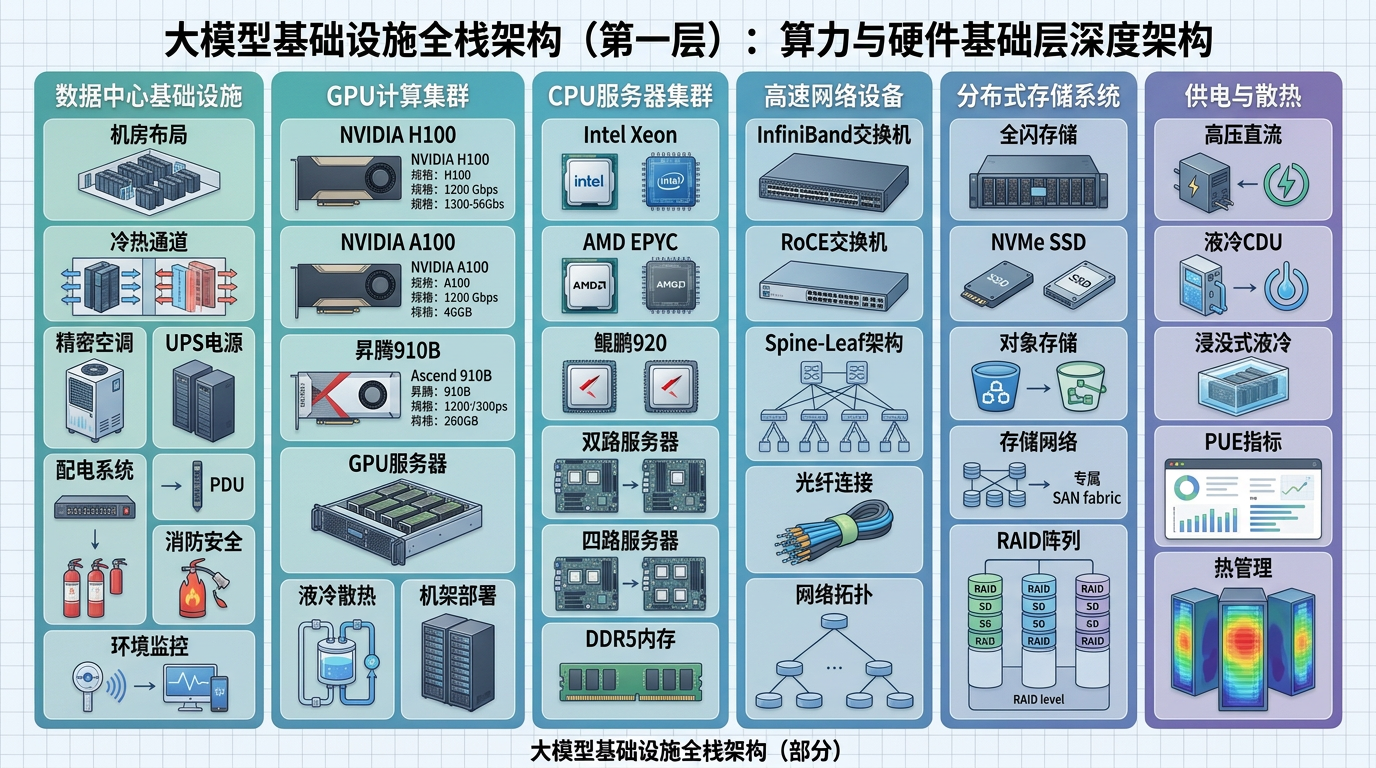 大模型基础设施全栈架构（第一层）：算力与硬件基础层深度架构
数据中心基础设施
机房布局
冷热通道
精密空调
UPS电源
配电系统
PDU
消防安全
环境监控
GPU计算集群
NVIDIA H100
NVIDIA H100
规格：H100
规格：1200 Gbps
规格：1300-56Gbs
NVIDIA A100
NVIDIA A100
规格：A100
规格：1200 Gbps
规格：46GB
昇腾910B
Ascend 910B
昇腾：910B
规格：1200
260GB
GPU服务器
液冷散热
机架部署
CPU服务器集群
Intel Xeon
intel
intal
AMD EPYC
AMD
AMGD
鲲鹏920
双路服务器
四路服务器
DDR5内存
高速网络设备
InfiniBand交换机
RoCE交换机
Spine-Leaf架构
光纤连接
网络拓扑
...
分布式存储系统
全闪存储
NVMe SSD
对象存储
存储网络
专属
SAN fabric
RAID阵列
RAID
SD
S6
RAID
RAID
SO
SO
RAID
RAID
SD
SD
RAID
RAID level
供电与散热
高压直流
液冷CDU
浸没式液冷
PUE指标
热管理
大模型基础设施全栈架构（部分）